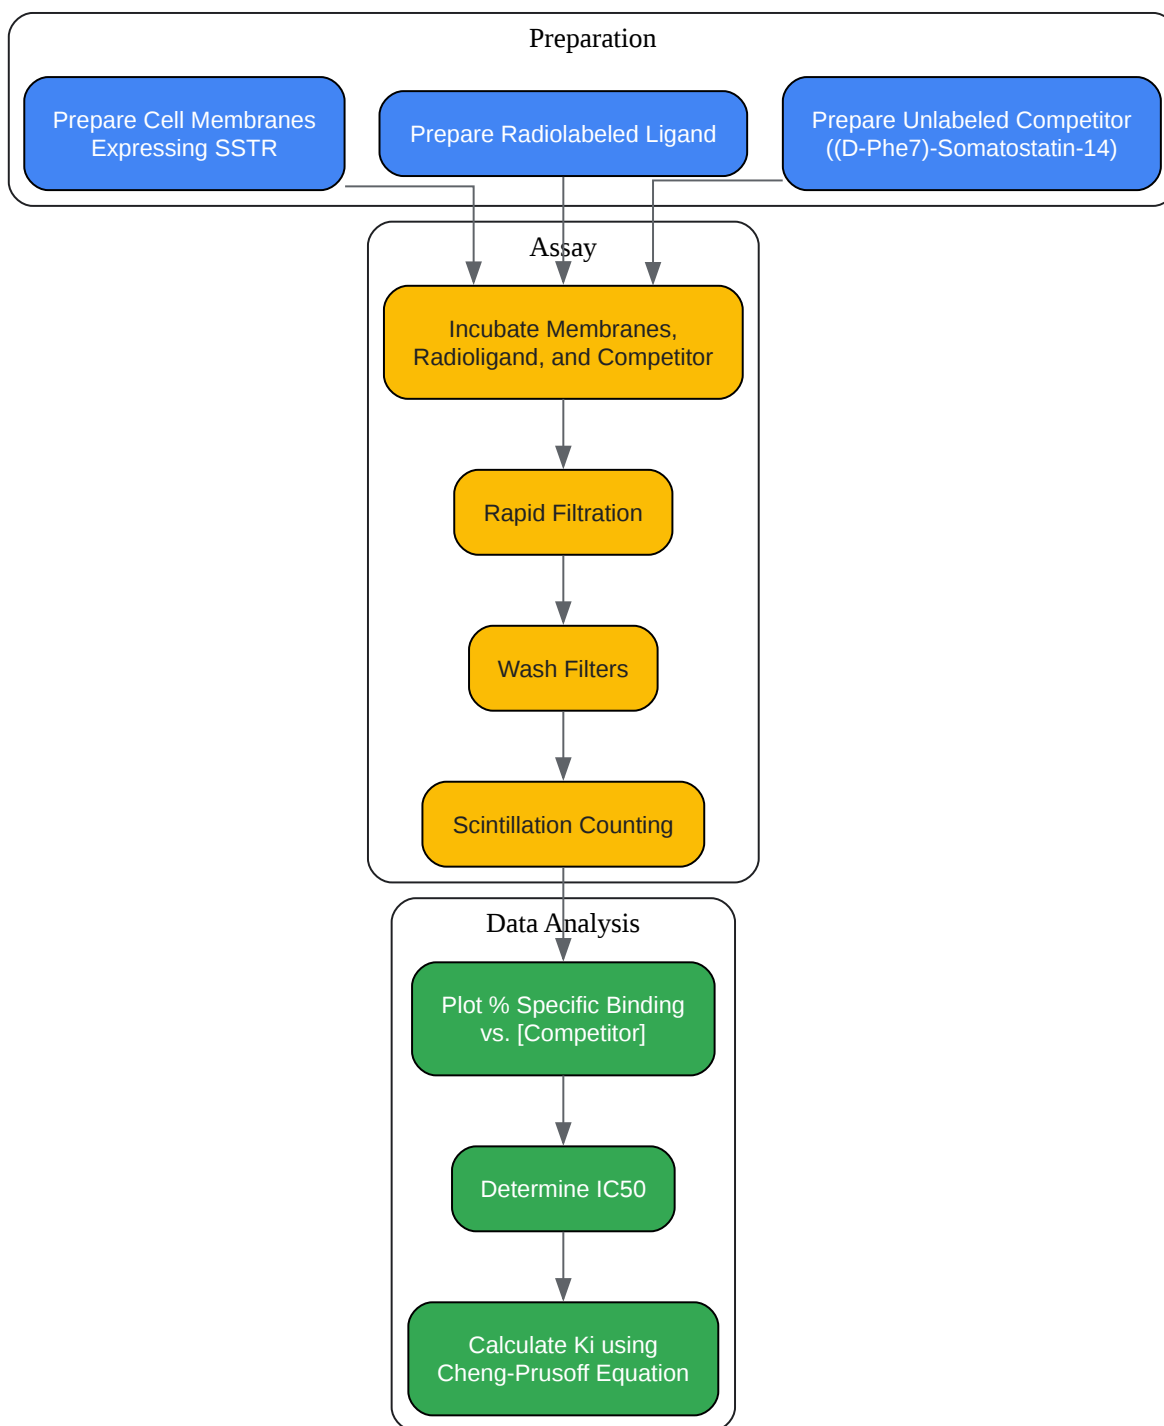 Preparation
Prepare Cell Membranes
Expressing SSTR
Prepare Radiolabeled Ligand
Prepare Unlabeled Competitor
((D-Phe7)-Somatostatin-14)
Assay
Incubate Membranes,
Radioligand, and Competitor
Rapid Filtration
Wash Filters
Scintillation Counting
Data Analysis
Plot % Specific Binding
vs. [Competitor]
Determine IC50
Calculate Ki using
Cheng-Prusoff Equation